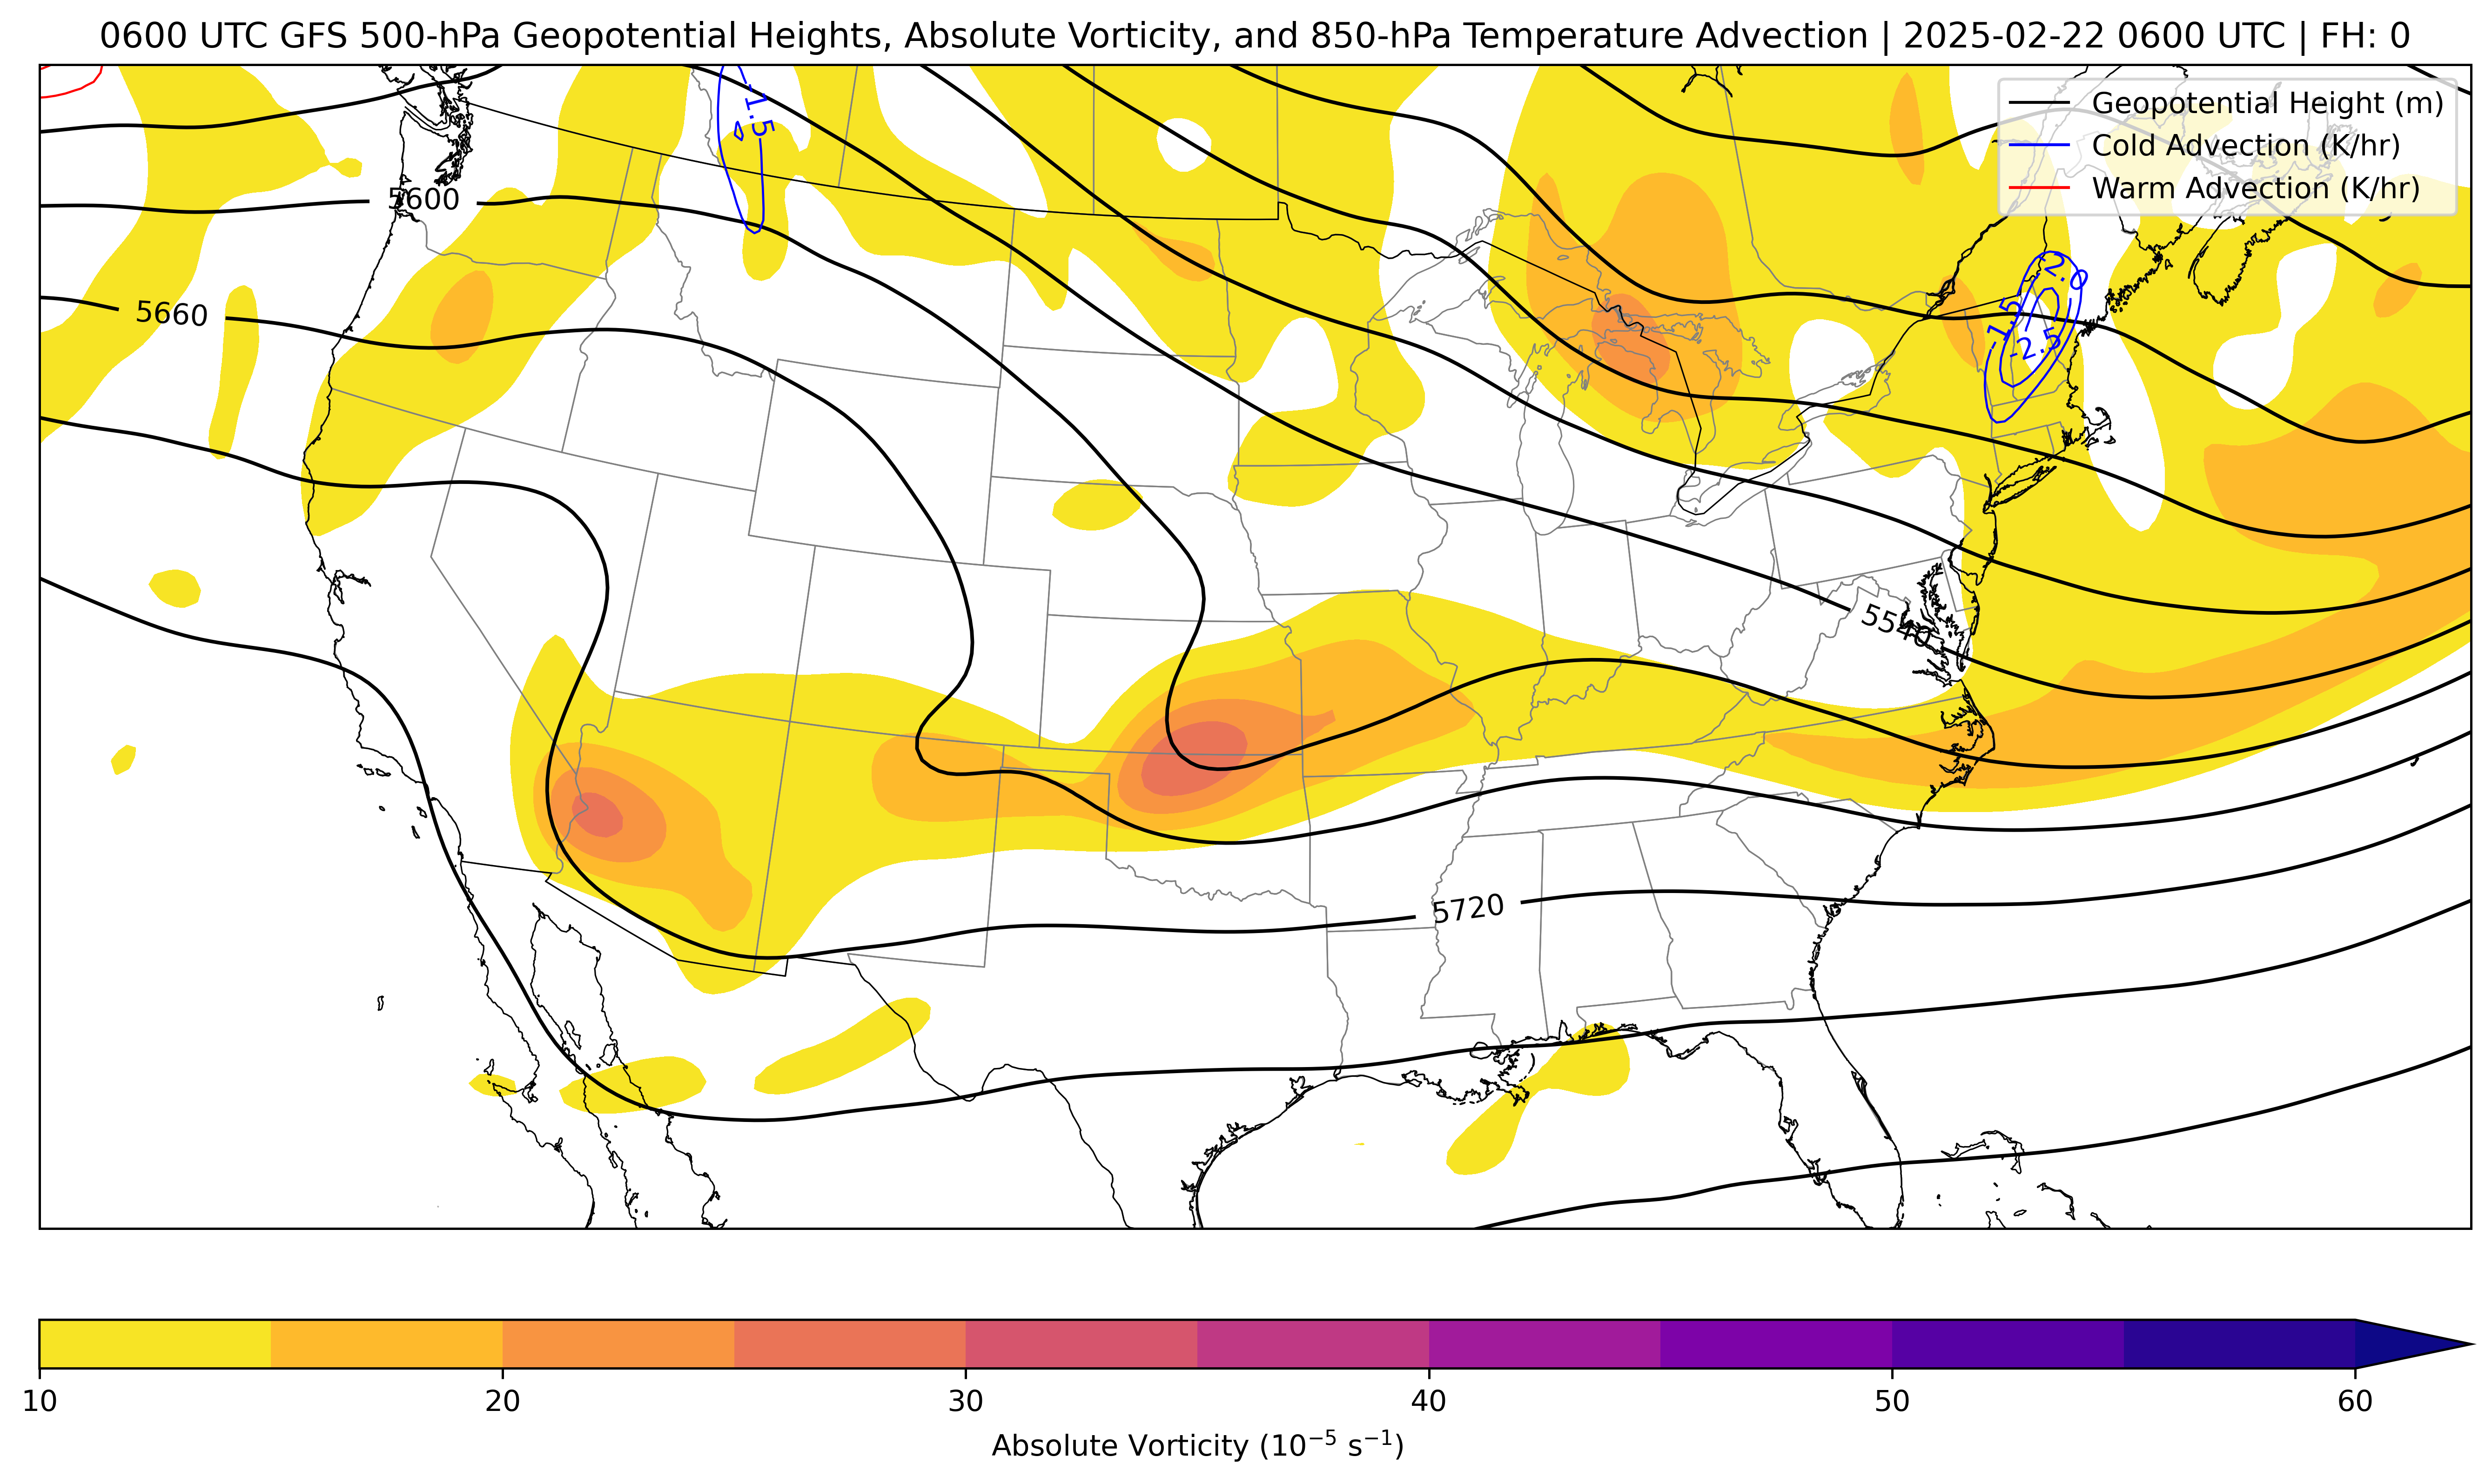 0600 UTC GFS 500-hPa Geopotential Heights, Absolute Vorticity, and 850-hPa Temperature Advection | 2025-02-22 0600 UTC | FH: 0
Geopotential Height (m)
Cold Advection (K/hr)
Warm Advection (K/hr)
-1.5
5600
-2.0
-1.5
-2.5
5660
5540
5720
10 20 30 40 50 60
Absolute Vorticity (10⁻⁵ s⁻¹)